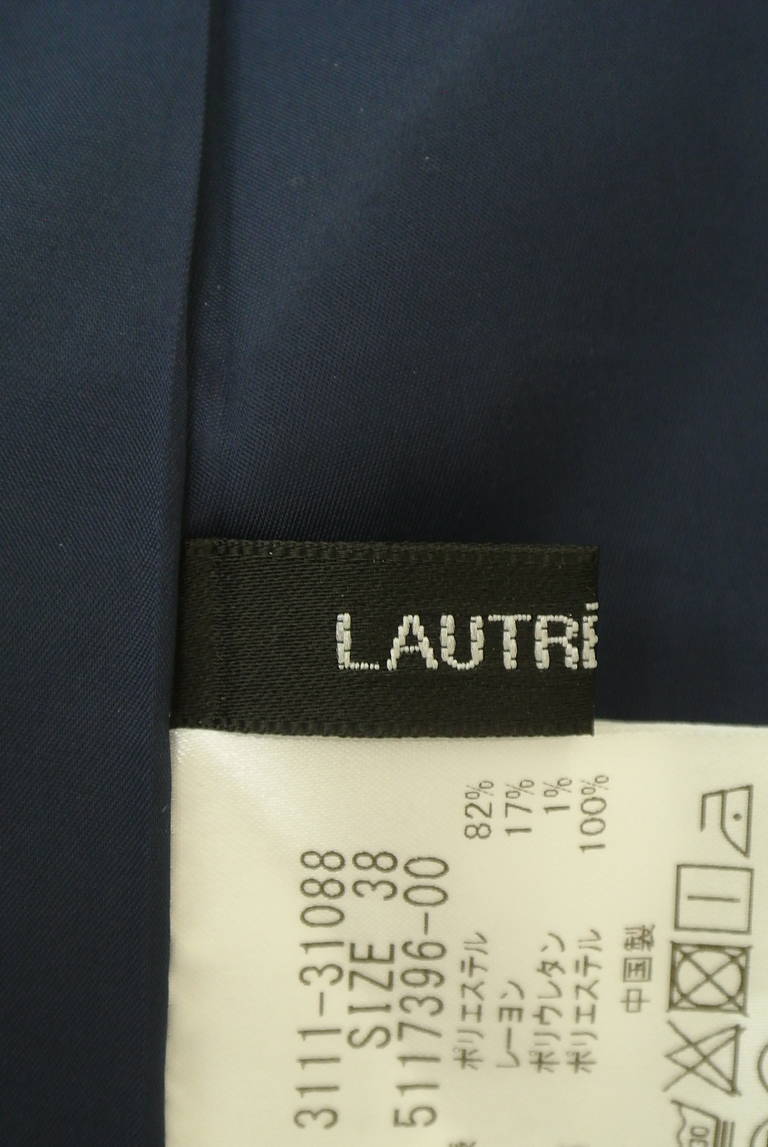 LAUTRÉ
3111-31088
SIZE 38
5117396-00
ポリエステル 82%
レーヨン 17%
ポリウレタン 1%
ポリエステル 100%
中国製